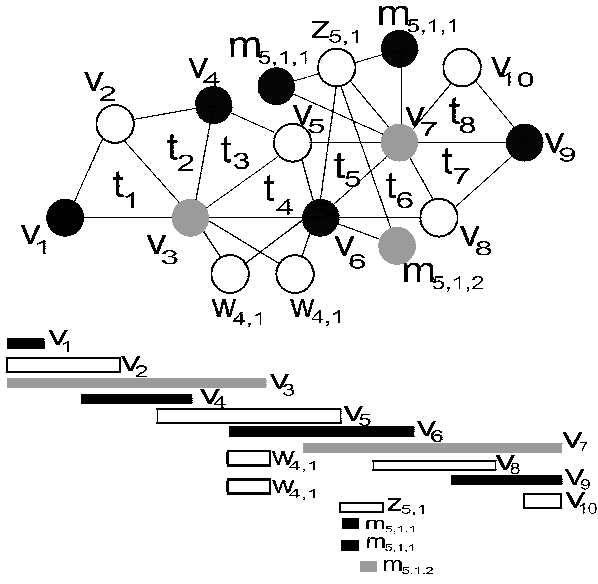 z5,1
m5,1,1
m5,1,1
v4
v10
v2
v5
v7
t8
t2
t3
v9
t5
t7
t1
t4
t6
v1
v3
v6
v8
m5,1,2
w4,1
w4,1
v1
v2
v3
v4
v5
v6
v7
w4,1
v8
w4,1
v9
z5,1
v10
m5,1,1
m5,1,1
m5,1,2